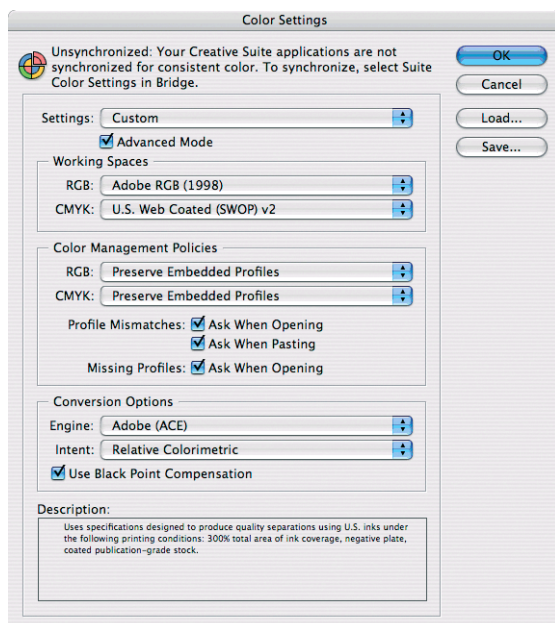 Color Settings
Unsynchronized: Your Creative Suite applications are not
synchronized for consistent color. To synchronize, select Suite
Color Settings in Bridge.
OK
Cancel
Load...
Save...
Settings: Custom
Advanced Mode
Working Spaces
RGB: Adobe RGB (1998)
CMYK: U.S. Web Coated (SWOP) v2
Color Management Policies
RGB: Preserve Embedded Profiles
CMYK: Preserve Embedded Profiles
Profile Mismatches: Ask When Opening
Ask When Pasting
Missing Profiles: Ask When Opening
Conversion Options
Engine: Adobe (ACE)
Intent: Relative Colorimetric
Use Black Point Compensation
Description:
Uses specifications designed to produce quality separations using U.S. inks under
the following printing conditions: 300% total area of ink coverage, negative plate,
coated publication-grade stock.